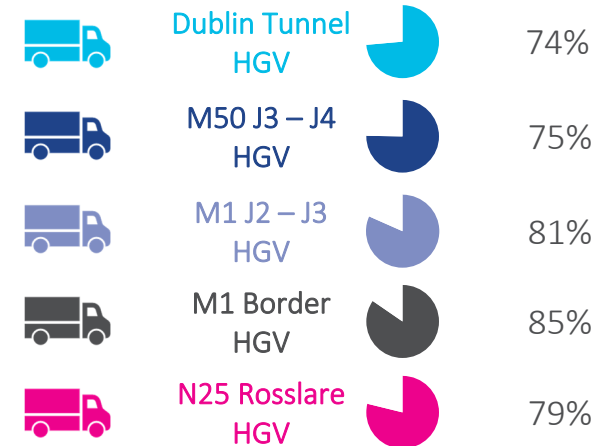 Dublin Tunnel
HGV
74%
M50 J3 – J4
HGV
75%
M1 J2 – J3
HGV
81%
M1 Border
HGV
85%
N25 Rosslare
HGV
79%